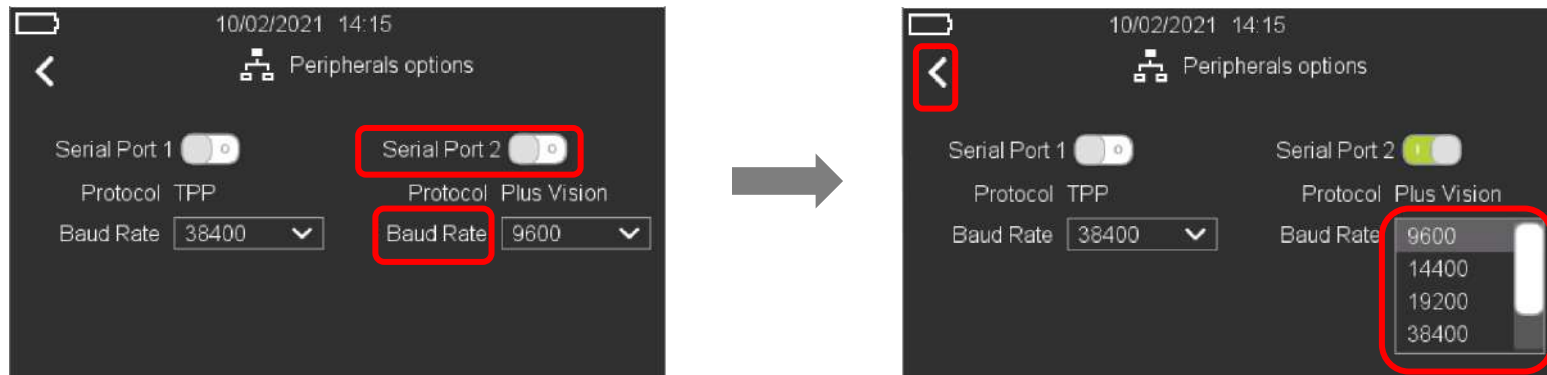 10/02/2021 14:15
Peripherals options
Serial Port 1
Serial Port 2
Protocol TPP
Protocol Plus Vision
Baud Rate 38400
Baud Rate 9600
10/02/2021 14:15
Peripherals options
Serial Port 1
Serial Port 2
Protocol TPP
Protocol Plus Vision
Baud Rate 38400
Baud Rate 9600
14400
19200
38400